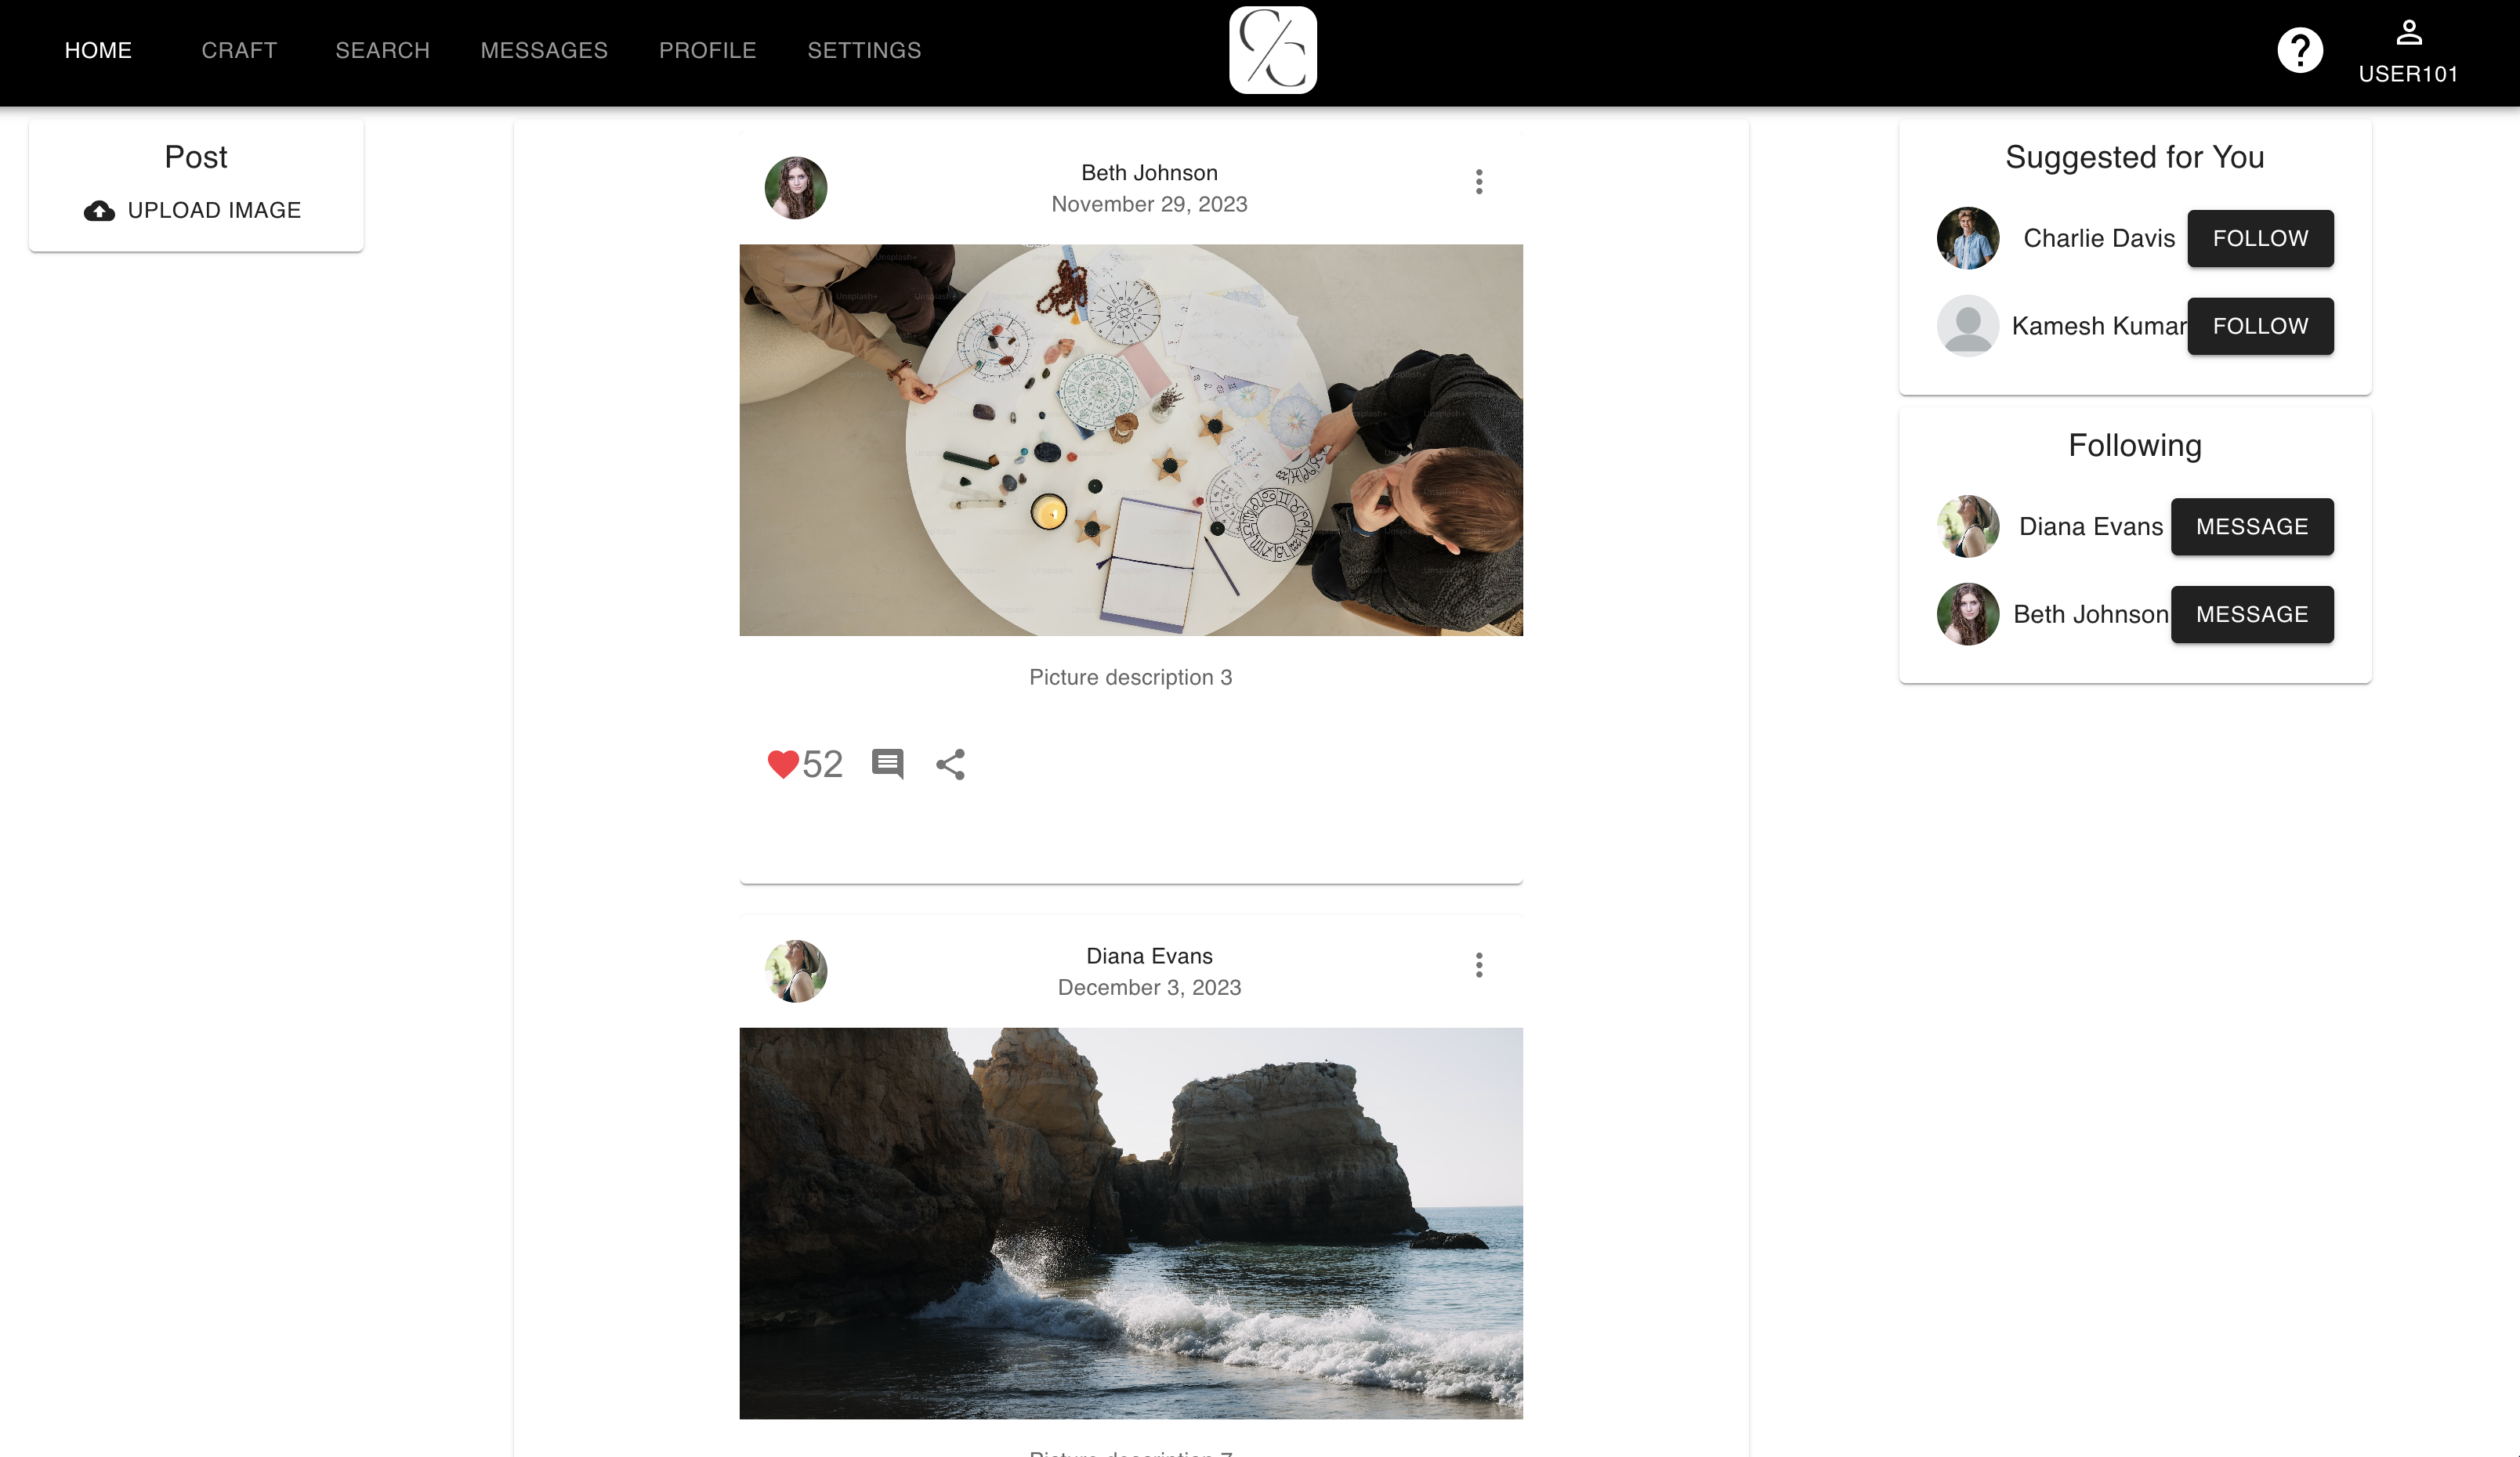 HOME CRAFT SEARCH MESSAGES PROFILE SETTINGS
C/C
USER101
Post
UPLOAD IMAGE
Beth Johnson
November 29, 2023
Picture description 3
52
Diana Evans
December 3, 2023
Suggested for You
Charlie Davis FOLLOW
Kamesh Kumar FOLLOW
Following
Diana Evans MESSAGE
Beth Johnson MESSAGE